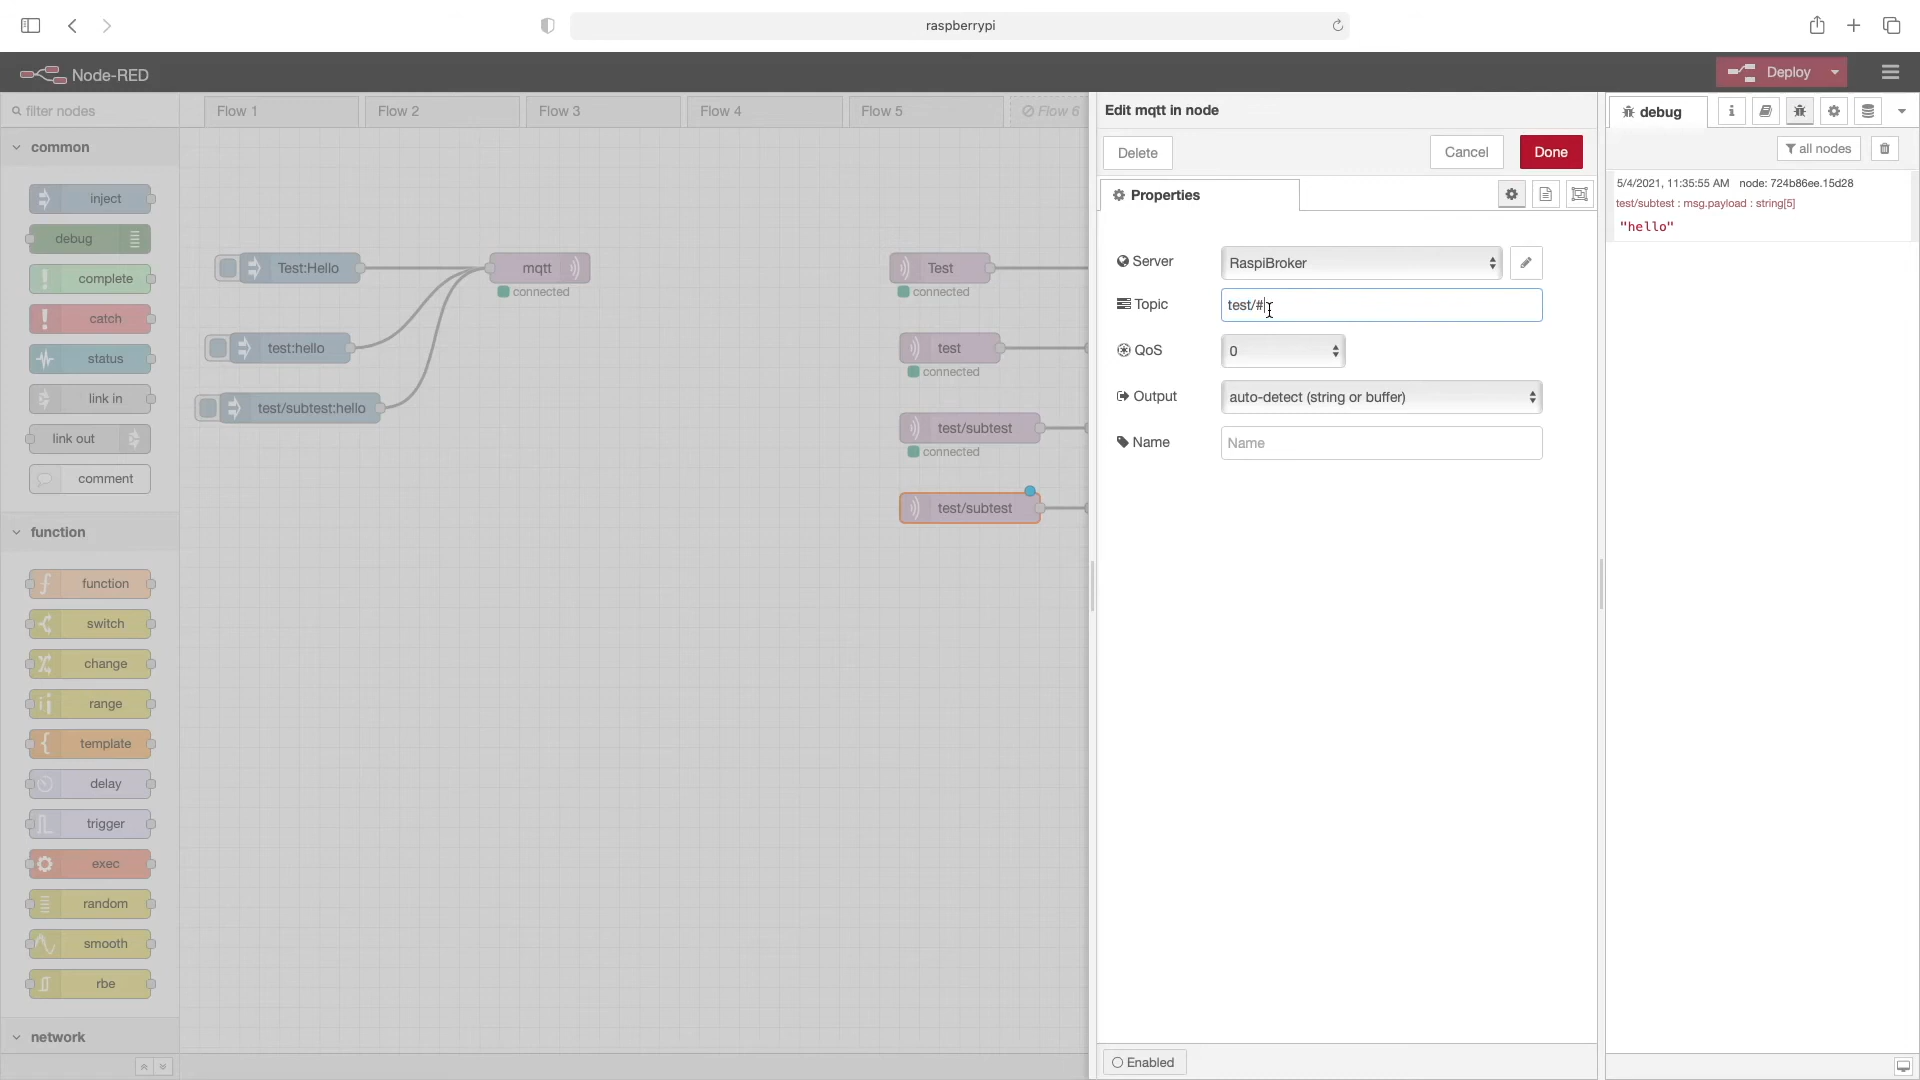 raspberrypi
Node-RED
Deploy
filter nodes
Flow 1
Flow 2
Flow 3
Flow 4
Flow 5
Flow 6
common
inject
debug
complete
catch
status
link in
link out
comment
function
function
switch
change
range
template
delay
trigger
exec
random
smooth
rbe
network
Test:Hello
mqtt
connected
test:hello
test/subtest:hello
Test
connected
test
connected
test/subtest
connected
test/subtest
Edit mqtt in node
Delete
Cancel
Done
Properties
Server
RaspiBroker
Topic
test/#
QoS
0
Output
auto-detect (string or buffer)
Name
Name
Enabled
debug
i
all nodes
5/4/2021, 11:35:55 AM node: 724b86ee.15d28
test/subtest : msg.payload : string[5]
"hello"